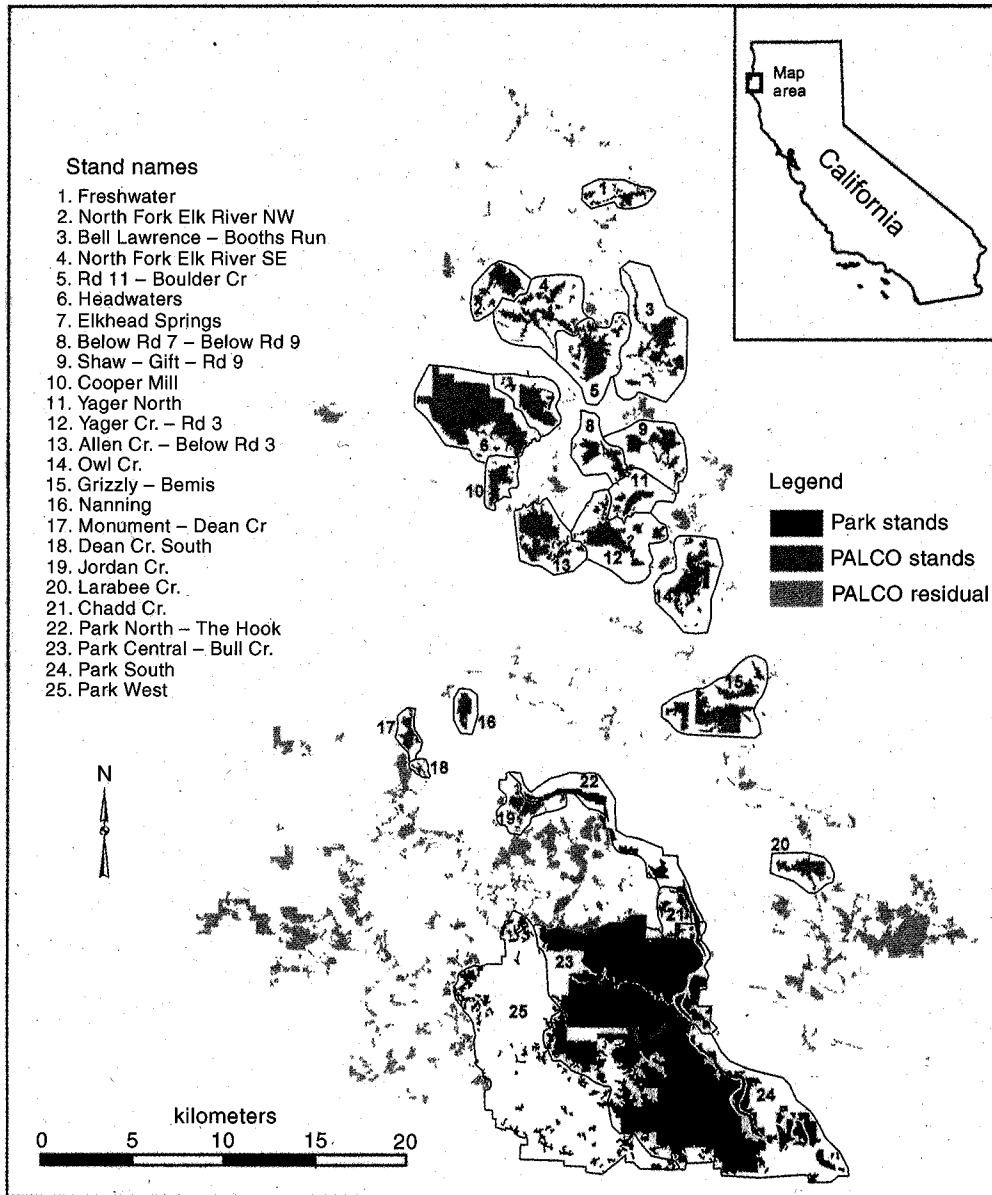 Map
area
California
Stand names
1. Freshwater
2. North Fork Elk River NW
3. Bell Lawrence – Booths Run
4. North Fork Elk River SE
5. Rd 11 – Boulder Cr
6. Headwaters
7. Elkhead Springs
8. Below Rd 7 – Below Rd 9
9. Shaw – Gift – Rd 9
10. Cooper Mill
11. Yager North
12. Yager Cr. – Rd 3
13. Allen Cr. – Below Rd 3
14. Owl Cr.
15. Grizzly – Bemis
16. Nanning
17. Monument – Dean Cr
18. Dean Cr. South
19. Jordan Cr.
20. Larabee Cr.
21. Chadd Cr.
22. Park North – The Hook
23. Park Central – Bull Cr.
24. Park South
25. Park West
Legend
Park stands
PALCO stands
PALCO residual
1
2
4
3
5
7
6
8
9
10
11
12
13
14
15
16
17
18
22
19
20
21
23
25
24
N
kilometers
0 5 10 15 20